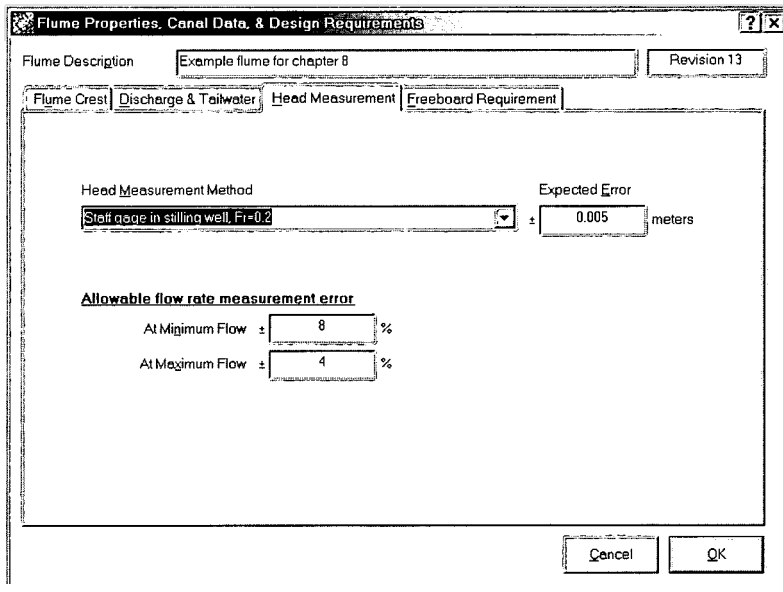 Flume Properties, Canal Data, & Design Requirements ? X
Flume Description Example flume for chapter 8 Revision 13
Flume Crest Discharge & Tailwater Head Measurement Freeboard Requirement
Head Measurement Method Expected Error
Staff gage in stilling well, Fr=0.2 ± 0.005 meters
Allowable flow rate measurement error
At Minimum Flow ± 8 %
At Maximum Flow ± 4 %
Cancel OK